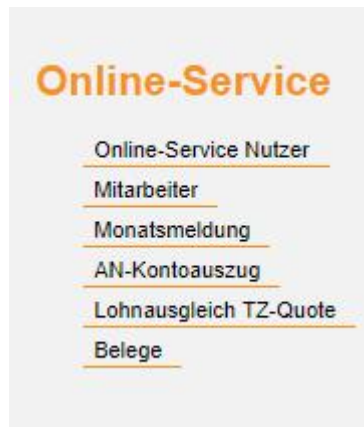 Online-Service
Online-Service Nutzer
Mitarbeiter
Monatsmeldung
AN-Kontoauszug
Lohnausgleich TZ-Quote
Belege